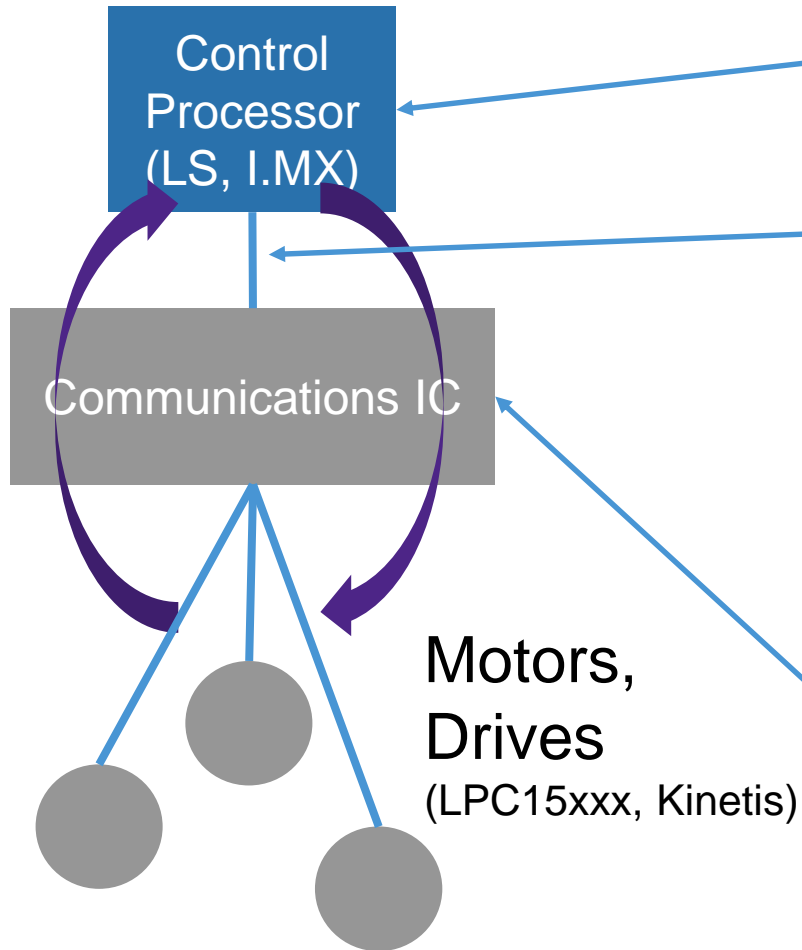 Control
Processor
(LS, I.MX)
Communications IC
Motors,
Drives
(LPC15xxx, Kinetis)